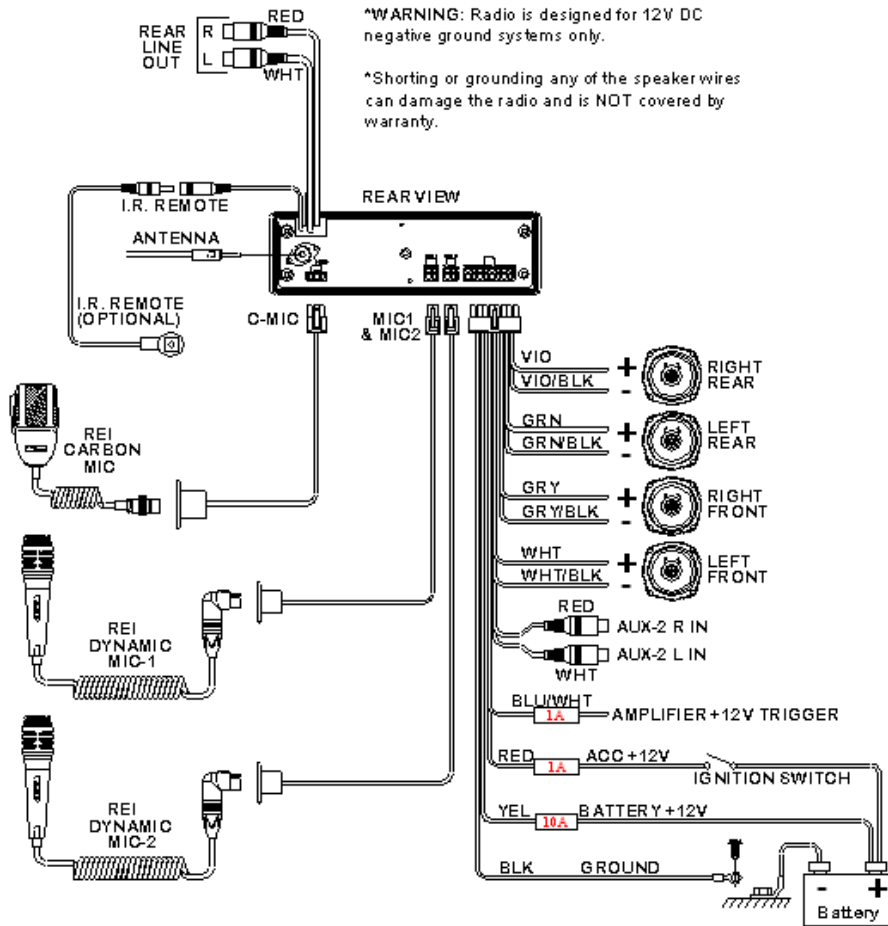 *WARNING: Radio is designed for 12V DC
negative ground systems only.
*Shorting or grounding any of the speaker wires
can damage the radio and is NOT covered by
warranty.
REAR
LINE
OUT
R
L
RED
WHT
I.R. REMOTE
REAR VIEW
ANTENNA
I.R. REMOTE
(OPTIONAL)
C-MIC
MIC1
& MIC2
REI
CARBON
MIC
REI
DYNAMIC
MIC-1
REI
DYNAMIC
MIC-2
VIO
VIO/BLK
+
-
RIGHT
REAR
GRN
GRN/BLK
+
-
LEFT
REAR
GRY
GRY/BLK
+
-
RIGHT
FRONT
WHT
WHT/BLK
+
-
LEFT
FRONT
RED
AUX-2 R IN
AUX-2 L IN
WHT
BLU/WHT
1A
AMPLIFIER +12V TRIGGER
RED
1A
ACC +12V
IGNITION SWITCH
YEL
10A
BATTERY +12V
BLK
GROUND
- +
Battery